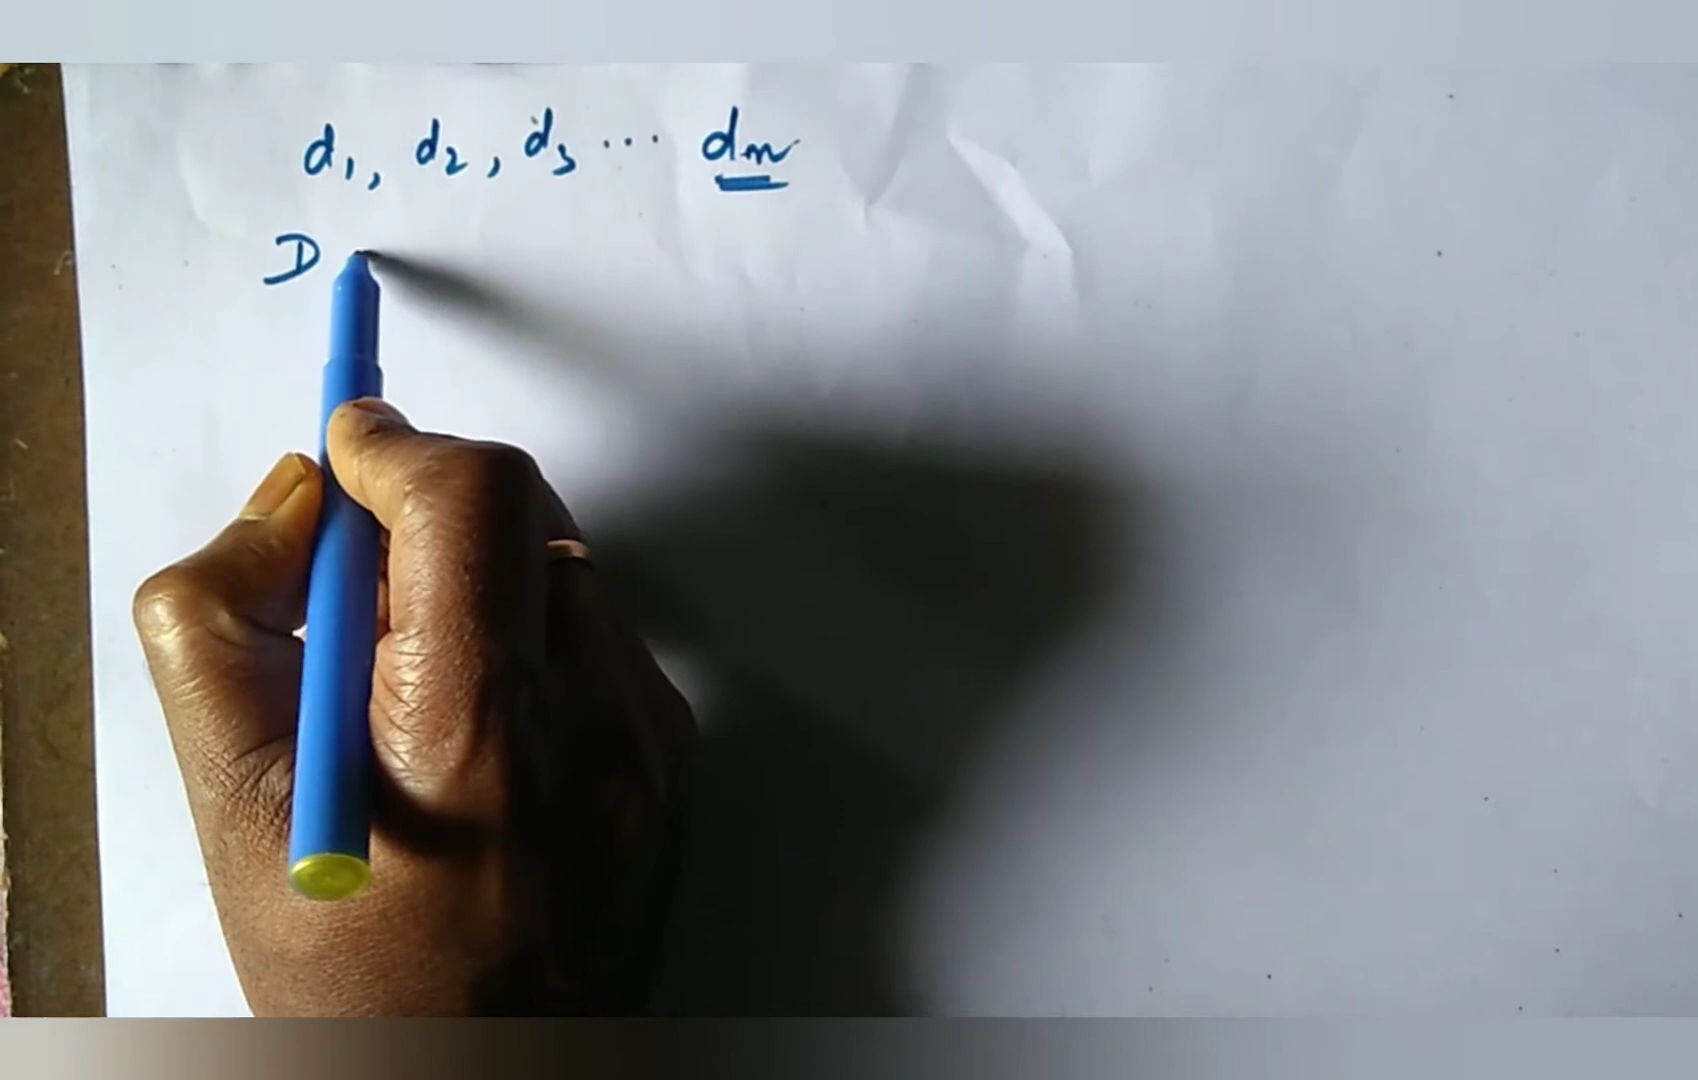 d₁, d₂, d₃ ... dₙ
D